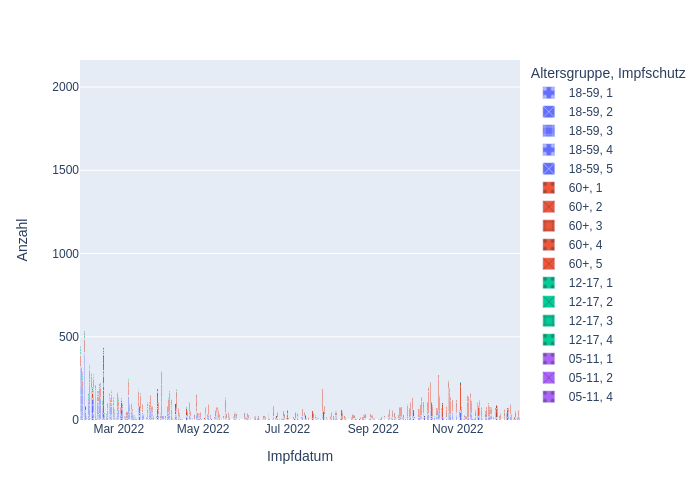 Altersgruppe, Impfschutz
18-59, 1
18-59, 2
18-59, 3
18-59, 4
18-59, 5
60+, 1
60+, 2
60+, 3
60+, 4
60+, 5
12-17, 1
12-17, 2
12-17, 3
12-17, 4
05-11, 1
05-11, 2
05-11, 4
Anzahl
2000
1500
1000
500
0
Mar 2022
May 2022
Jul 2022
Sep 2022
Nov 2022
Impfdatum